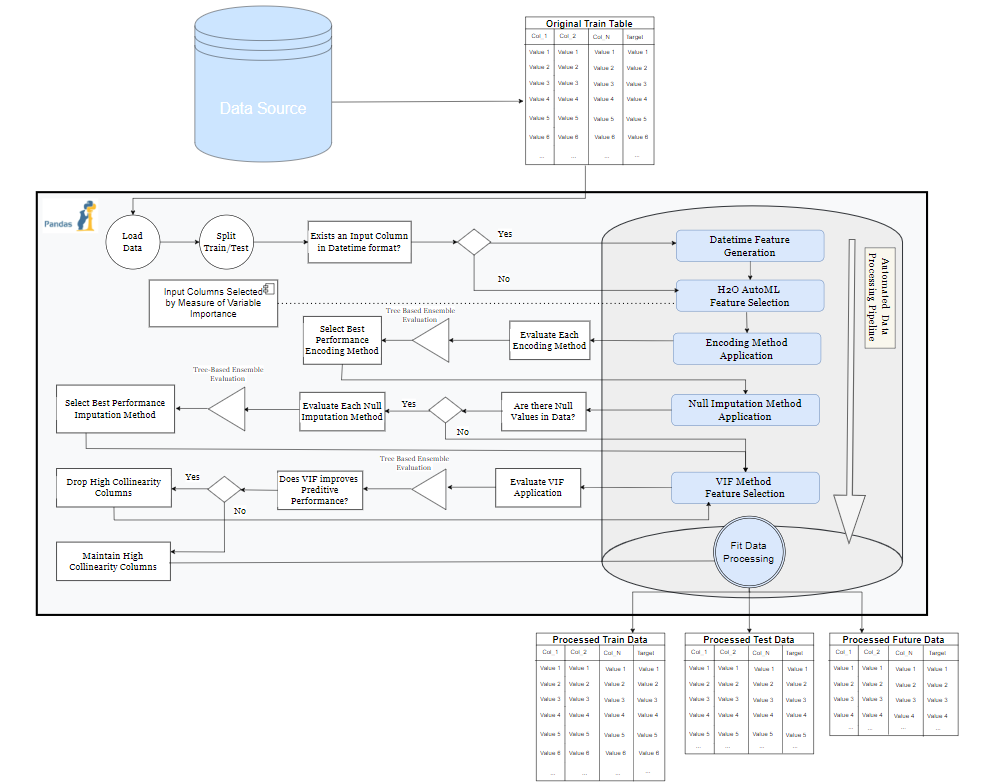 Data Source
Original Train Table
Col_1 Col_2 Col_N Target
Value 1 Value 1 Value 1 Value 1
Value 2 Value 2 Value 2 Value 2
Value 3 Value 3 Value 3 Value 3
Value 4 Value 4 Value 4 Value 4
Value 5 Value 5 Value 5 Value 5
Value 6 Value 6 Value 6 Value 6
... ... ... ...
Pandas
Load
Data
Split
Train/Test
Exists an Input Column
in Datetime format?
Yes
No
Datetime Feature
Generation
Automated Data
Processing Pipeline
Input Columns Selected
by Measure of Variable
Importance
H2O AutoML
Feature Selection
Select Best
Performance
Encoding Method
Tree Based Ensemble
Evaluation
Evaluate Each
Encoding Method
Encoding Method
Application
Select Best Performance
Imputation Method
Tree-Based Ensemble
Evaluation
Evaluate Each Null
Imputation Method
Yes
No
Are there Null
Values in Data?
Null Imputation Method
Application
Drop High Collinearity
Columns
Yes
No
Does VIF improves
Preditive
Performance?
Tree Based Ensemble
Evaluation
Evaluate VIF
Application
VIF Method
Feature Selection
Maintain High
Collinearity Columns
Fit Data
Processing
Processed Train Data
Col_1 Col_2 Col_N Target
Value 1 Value 1 Value 1 Value 1
Value 2 Value 2 Value 2 Value 2
Value 3 Value 3 Value 3 Value 3
Value 4 Value 4 Value 4 Value 4
Value 5 Value 5 Value 5 Value 5
Value 6 Value 6 Value 6 Value 6
... ... ... ...
Processed Test Data
Col_1 Col_2 Col_N Target
Value 1 Value 1 Value 1 Value 1
Value 2 Value 2 Value 2 Value 2
Value 3 Value 3 Value 3 Value 3
Value 4 Value 4 Value 4 Value 4
Value 5 Value 5 Value 5 Value 5
... ... ... ...
Processed Future Data
Col_1 Col_2 Col_N Target
Value 1 Value 1 Value 1 Value 1
Value 2 Value 2 Value 2 Value 2
Value 3 Value 3 Value 3 Value 3
Value 4 Value 4 Value 4 Value 4
... ... ... ...